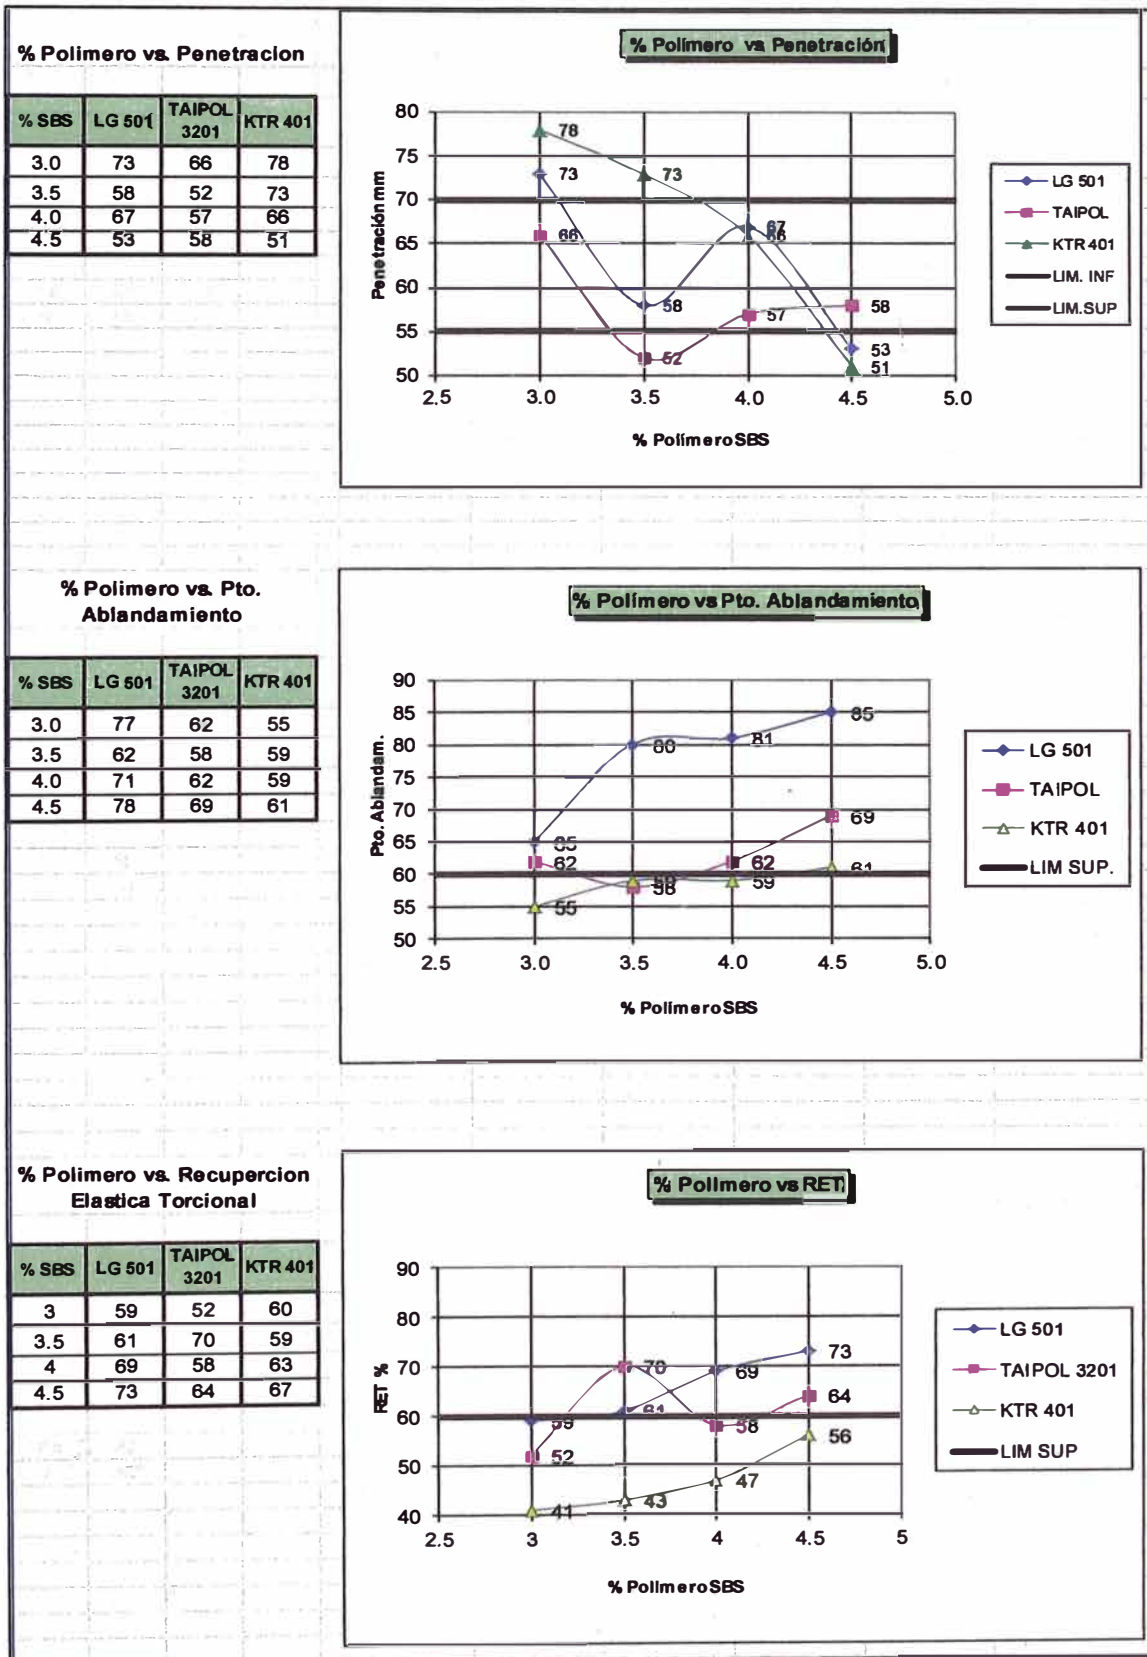 % Polimero vs. Penetracion
% SBS LG 501 TAIPOL 3201 KTR 401
3.0 73 66 78
3.5 58 52 73
4.0 67 57 66
4.5 53 58 51
% Polímero vs Penetración
Penetración mm
80
75
70
65
60
55
50
2.5 3.0 3.5 4.0 4.5 5.0
78
73
73
66
58
52
67
66
57
58
53
51
% Polímero SBS
LG 501
TAIPOL
KTR 401
LIM. INF
LIM.SUP
% Polimero vs. Pto.
Ablandamiento
% SBS LG 501 TAIPOL 3201 KTR 401
3.0 77 62 55
3.5 62 58 59
4.0 71 62 59
4.5 78 69 61
% Polímero vs Pto. Ablandamiento
Pto. Ablandam.
90
85
80
75
70
65
60
55
50
2.5 3.0 3.5 4.0 4.5 5.0
65
62
55
80
59
58
81
62
59
85
69
61
% Polímero SBS
LG 501
TAIPOL
KTR 401
LIM SUP.
% Polimero vs. Recupercion
Elastica Torcional
% SBS LG 501 TAIPOL 3201 KTR 401
3 59 52 60
3.5 61 70 59
4 69 58 63
4.5 73 64 67
% Polimero vs RET
RET %
90
80
70
60
50
40
2.5 3 3.5 4 4.5 5
59
52
41
70
61
43
69
58
47
73
64
56
% Polimero SBS
LG 501
TAIPOL 3201
KTR 401
LIM SUP